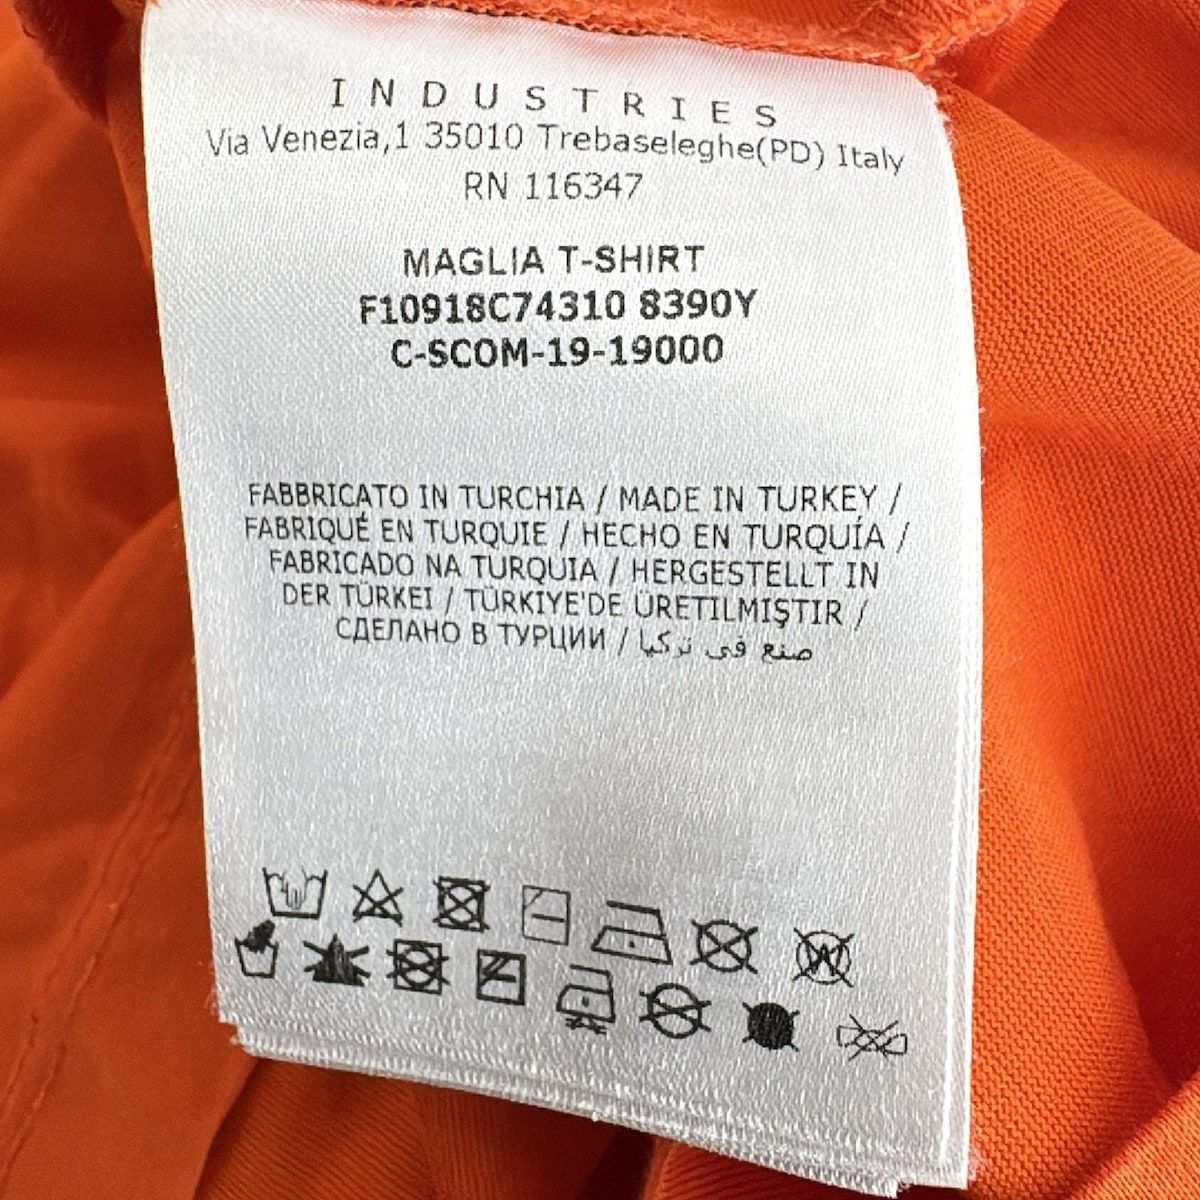 INDUSTRIES
Via Venezia,1 35010 Trebaseleghe(PD) Italy
RN 116347
MAGLIA T-SHIRT
F10918C74310 8390Y
C-SCOM-19-19000
FABBRICATO IN TURCHIA / MADE IN TURKEY /
FABRIQUÉ EN TURQUIE / HECHO EN TURQUÍA /
FABRICADO NA TURQUIA / HERGESTELLT IN
DER TÜRKEI / TÜRKIYE'DE ÜRETILMIŞTIR /
СДЕЛАНО В ТУРЦИИ / صنع في تركيا
W